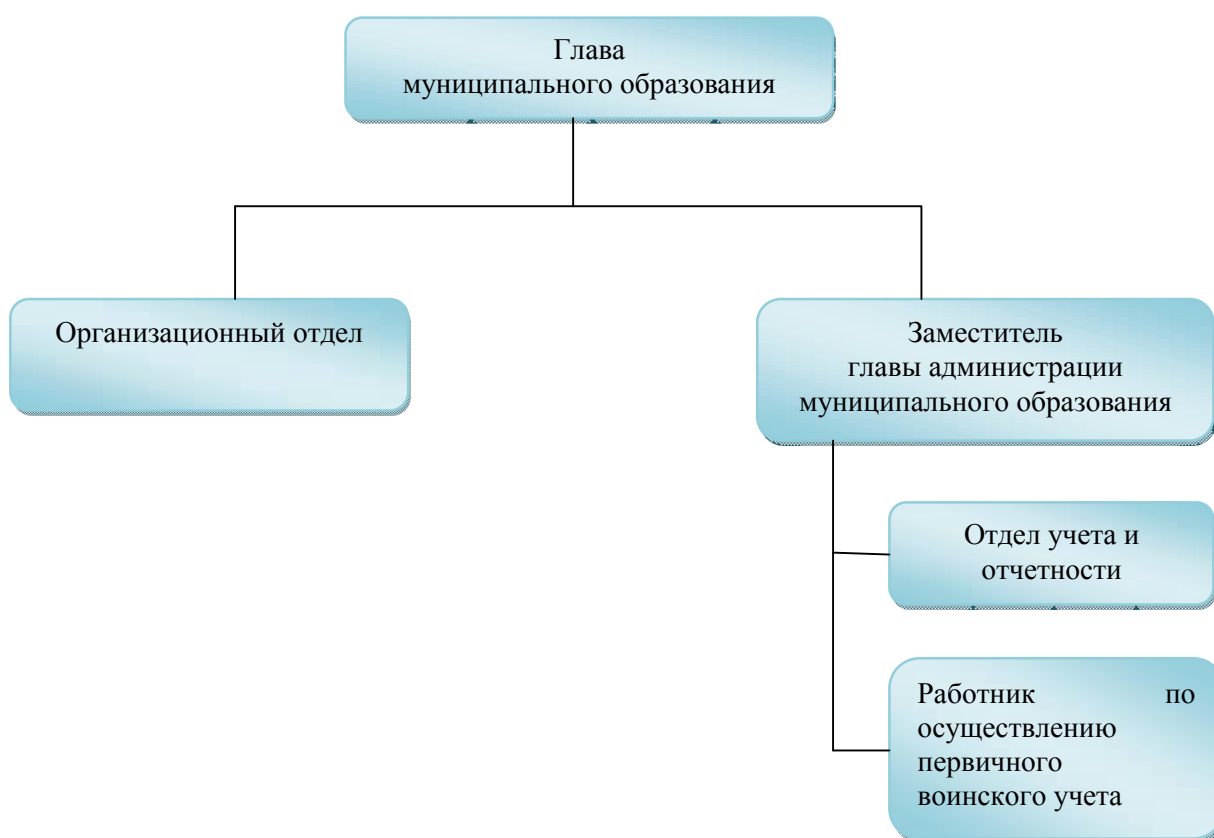 Глава
муниципального образования
Организационный отдел
Заместитель
главы администрации
муниципального образования
Отдел учета и
отчетности
Работник по
осуществлению
первичного
воинского учета